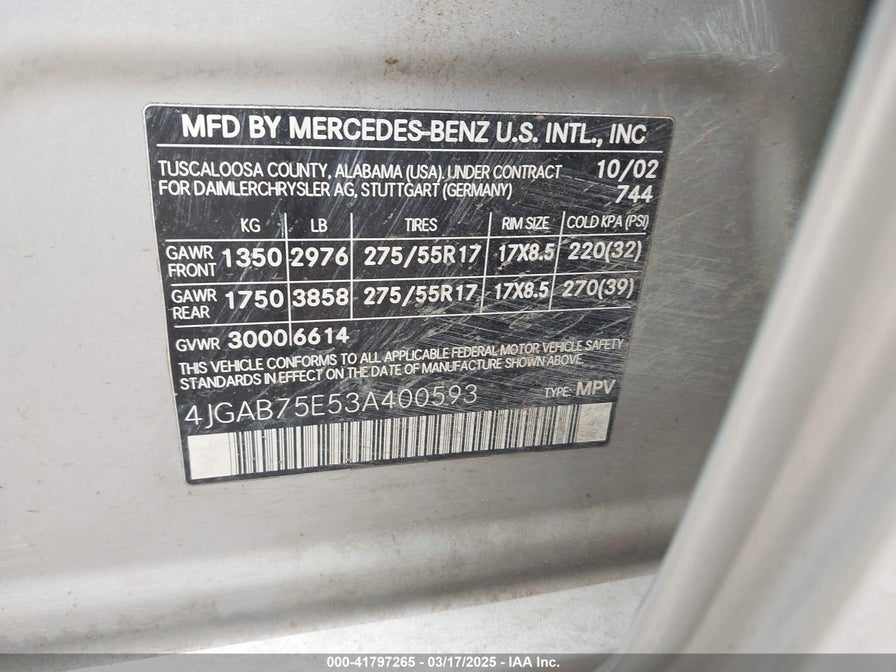 MFD BY MERCEDES-BENZ U.S. INTL., INC
TUSCALOOSA COUNTY, ALABAMA (USA), UNDER CONTRACT 10/02
FOR DAIMLERCHRYSLER AG, STUTTGART (GERMANY) 744
KG LB TIRES RIM SIZE COLD KPA (PSI)
GAWR FRONT 1350 2976 275/55R17 17X8.5 220(32)
GAWR REAR 1750 3858 275/55R17 17X8.5 270(39)
GVWR 3000 6614
THIS VEHICLE CONFORMS TO ALL APPLICABLE FEDERAL MOTOR VEHICLE SAFETY
STANDARDS IN EFFECT ON THE DATE OF MANUFACTURE SHOWN ABOVE.
4JGAB75E53A400593 TYPE: MPV
000-41797265 - 03/17/2025 - IAA Inc.